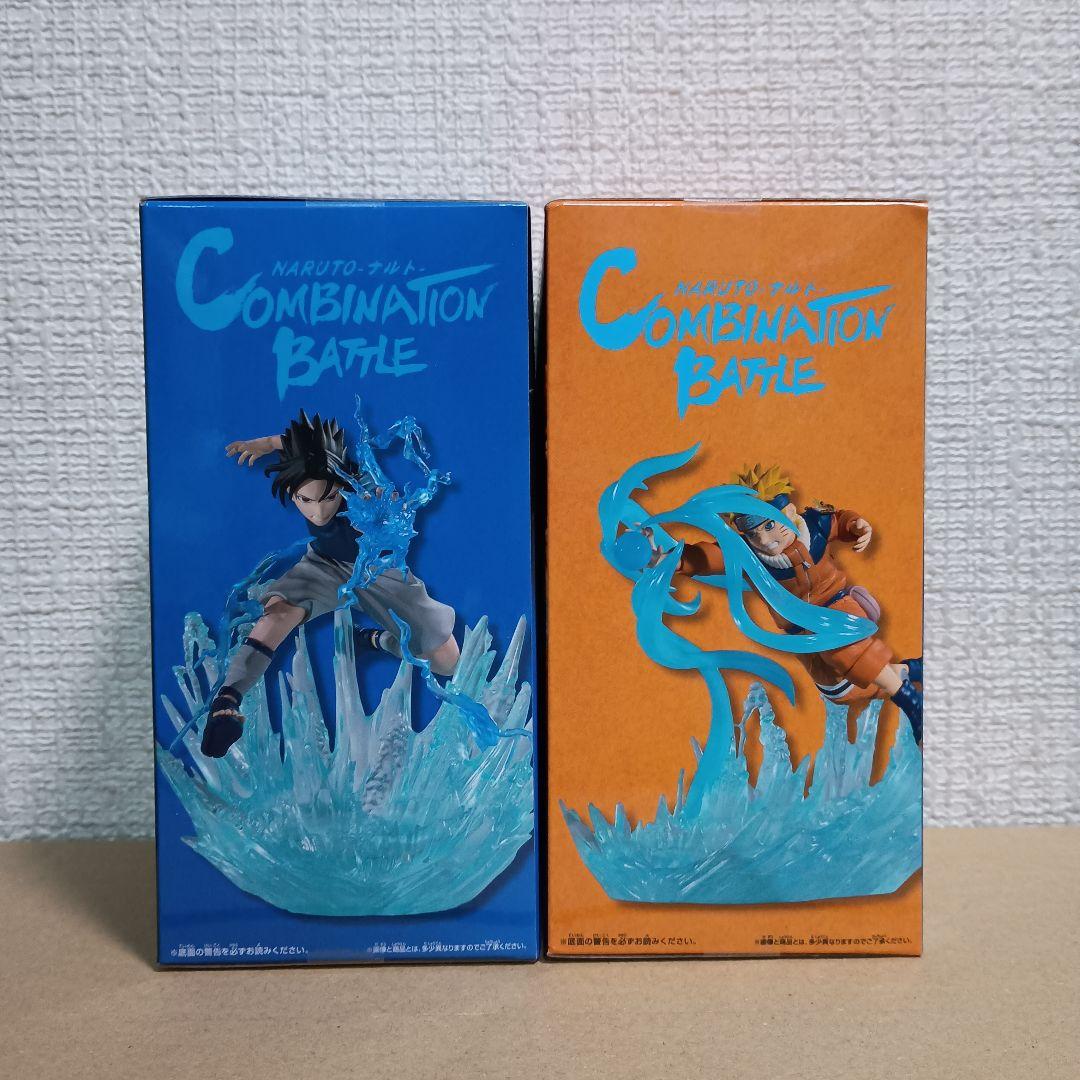 NARUTO-ナルト-
COMBINATION
BATTLE
※底面の警告を必ずお読みください。
※画像と商品とは、多少異なりますのでご了承ください。
NARUTO-ナルト-
COMBINATION
BATTLE
※底面の警告を必ずお読みください。
※画像と商品とは、多少異なりますのでご了承ください。